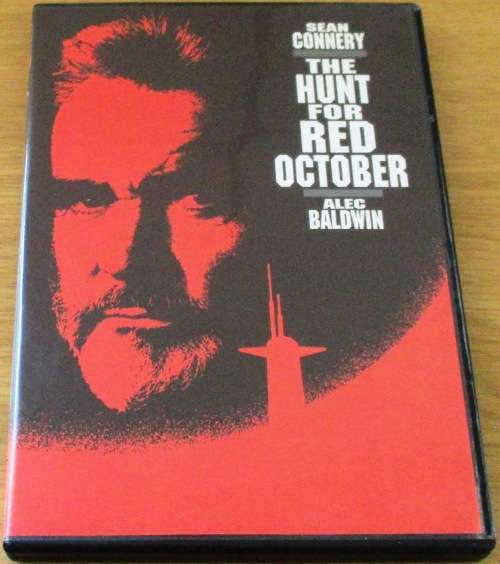 SEAN
CONNERY
THE
HUNT
FOR
RED
OCTOBER
ALEC
BALDWIN